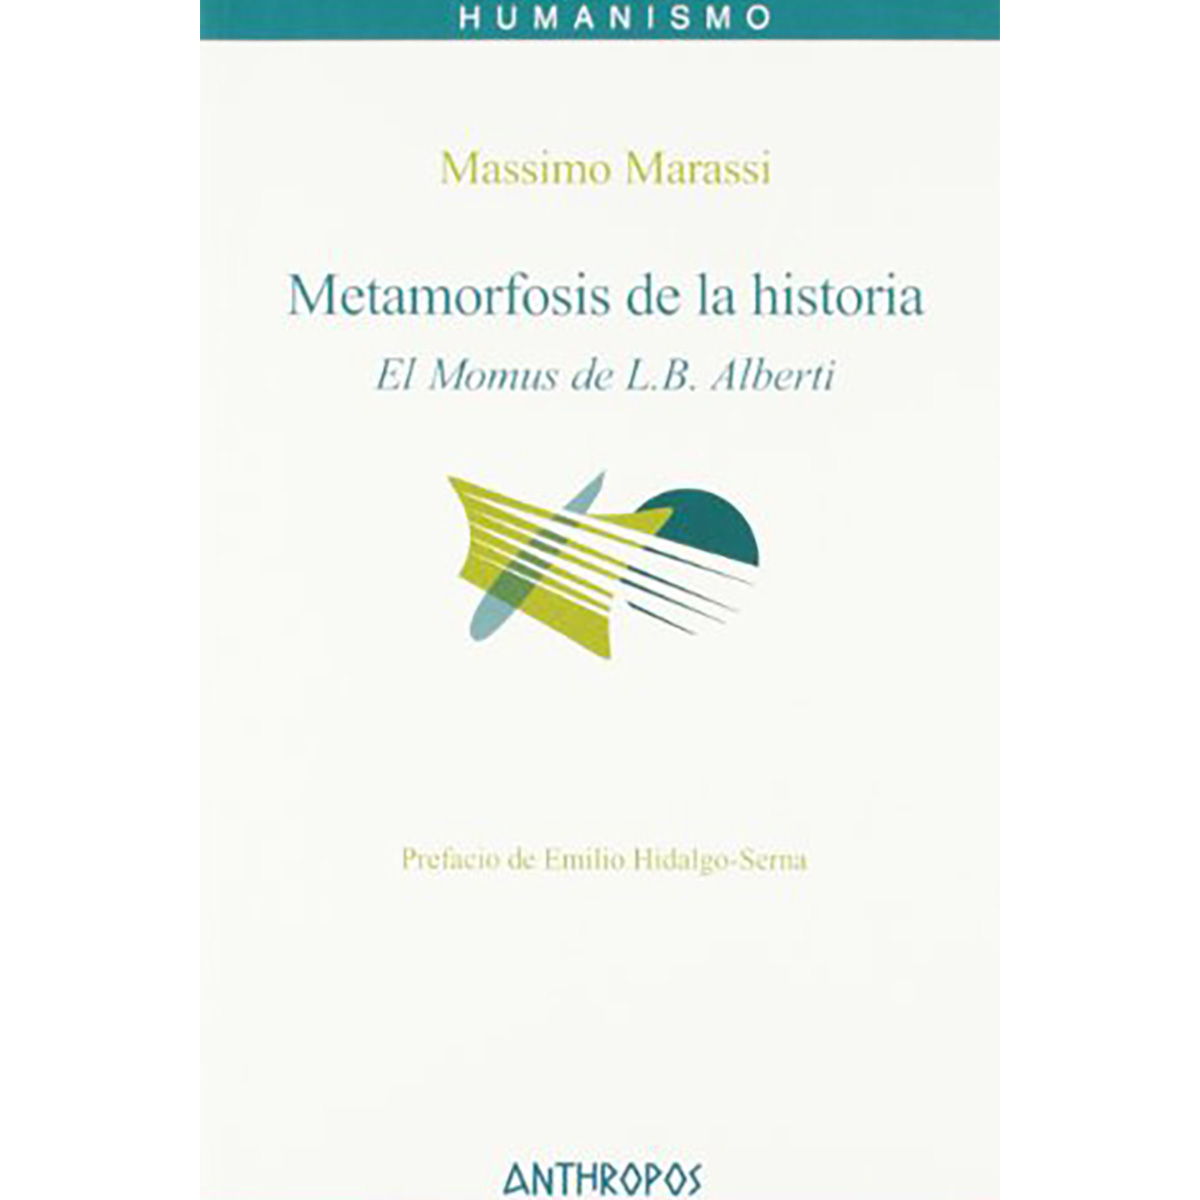 HUMANISMO
Massimo Marassi
Metamorfosis de la historia
El Momus de L.B. Alberti
Prefacio de Emilio Hidalgo-Serna
ANTHROPOS